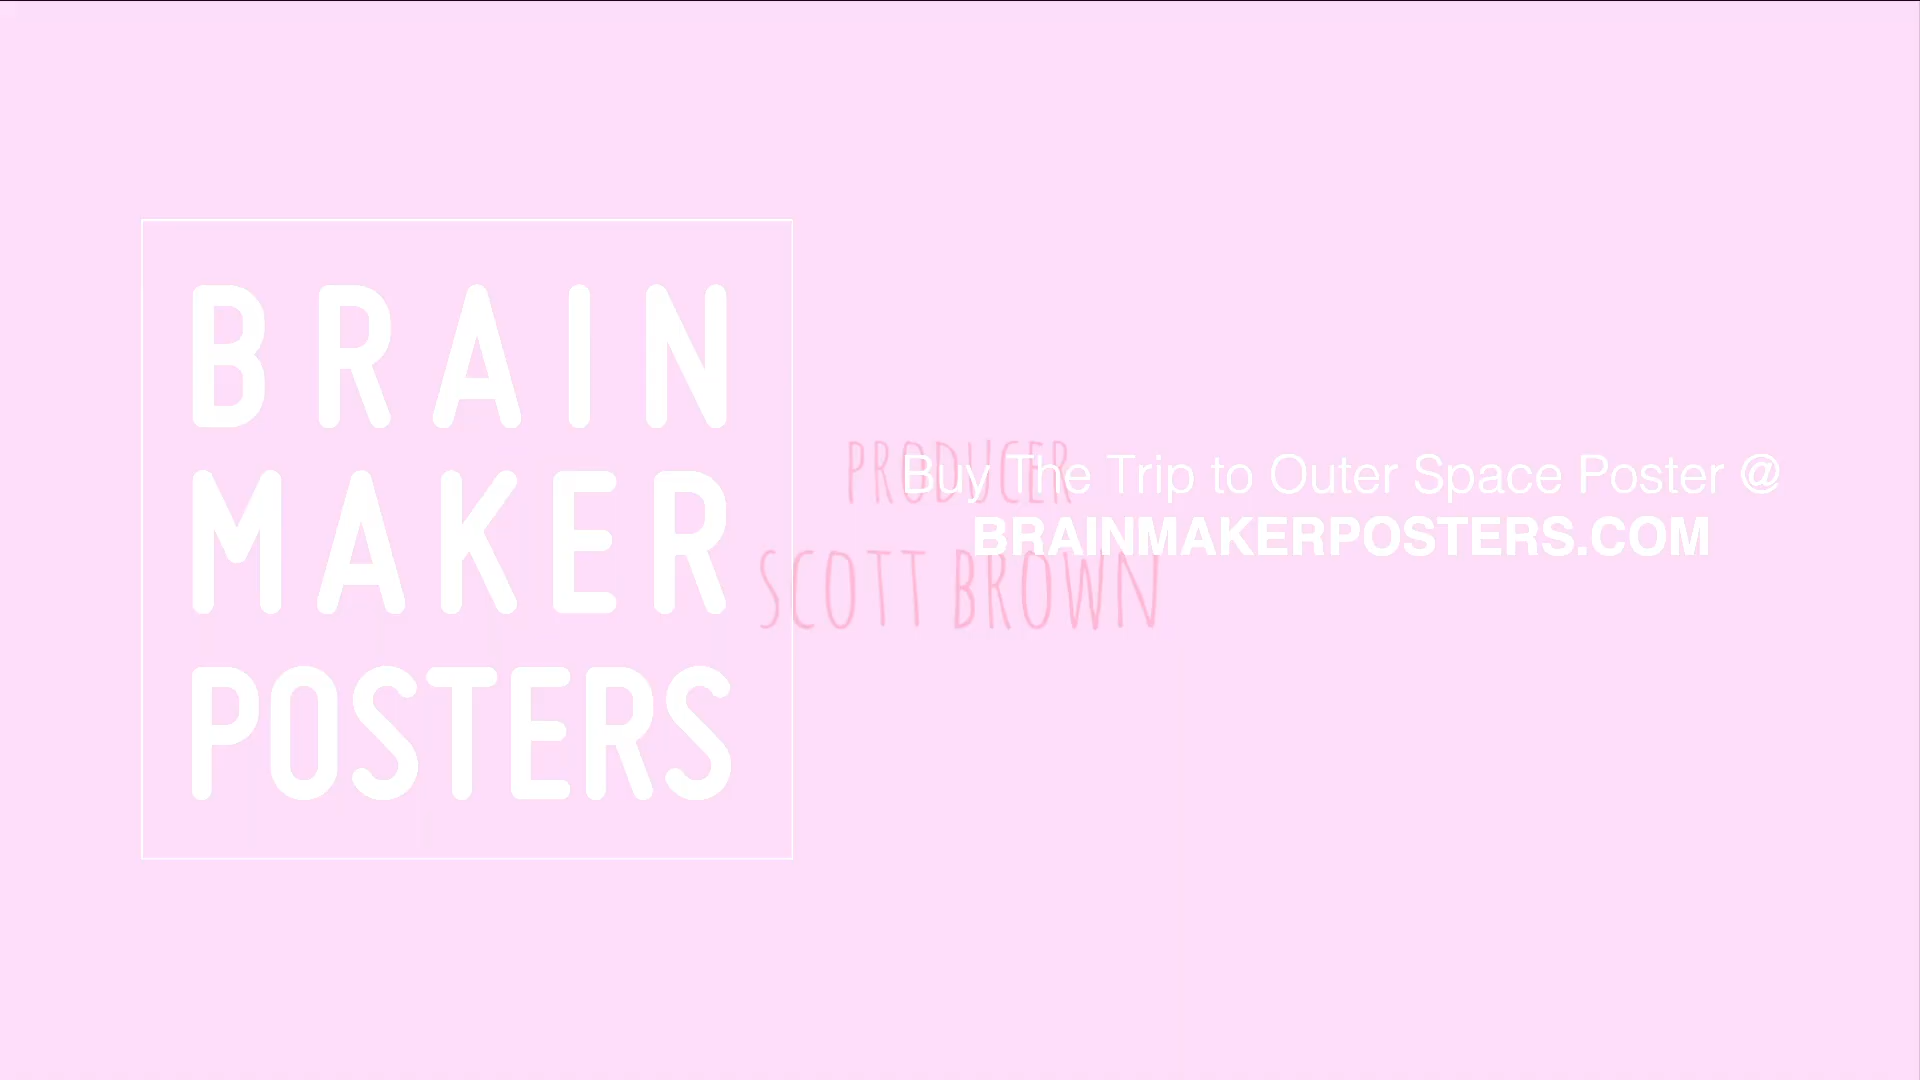 BRAIN
MAKER
POSTERS
PRODUCER
SCOTT BROWN
Buy The Trip to Outer Space Poster @
BRAINMAKERPOSTERS.COM